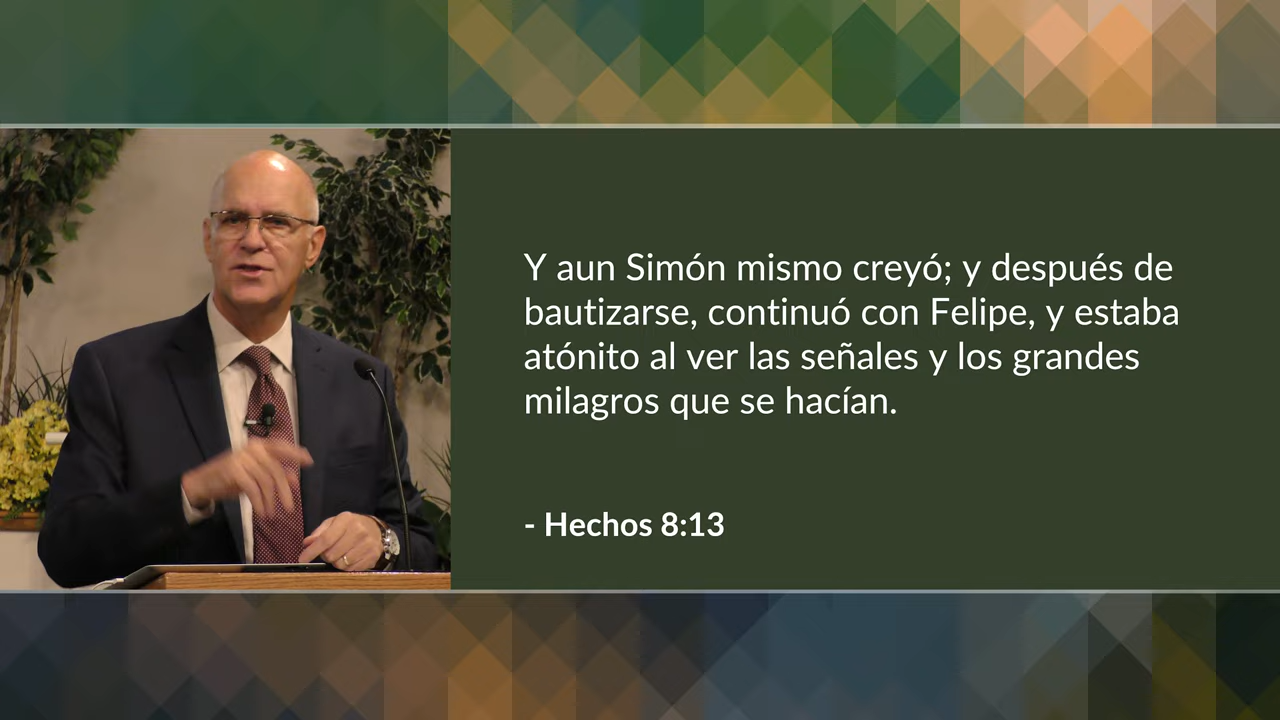 Y aun Simón mismo creyó; y después de
bautizarse, continuó con Felipe, y estaba
atónito al ver las señales y los grandes
milagros que se hacían.
- Hechos 8:13